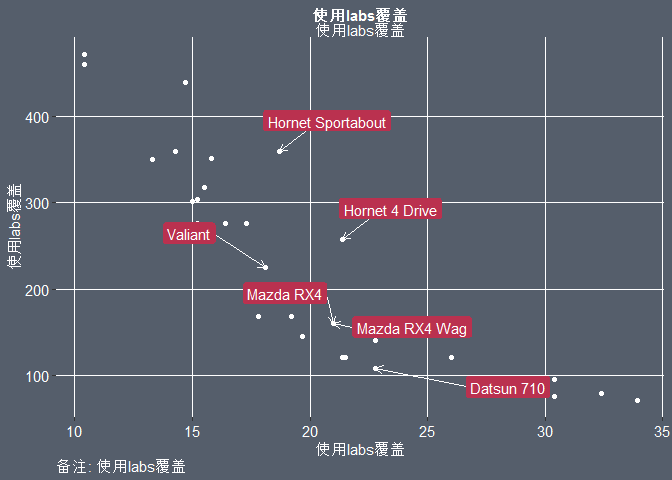 使用labs覆盖
使用labs覆盖
使用labs覆盖
400
300
200
100
Hornet Sportabout
Hornet 4 Drive
Valiant
Mazda RX4
Mazda RX4 Wag
Datsun 710
10 15 20 25 30 35
使用labs覆盖
备注: 使用labs覆盖